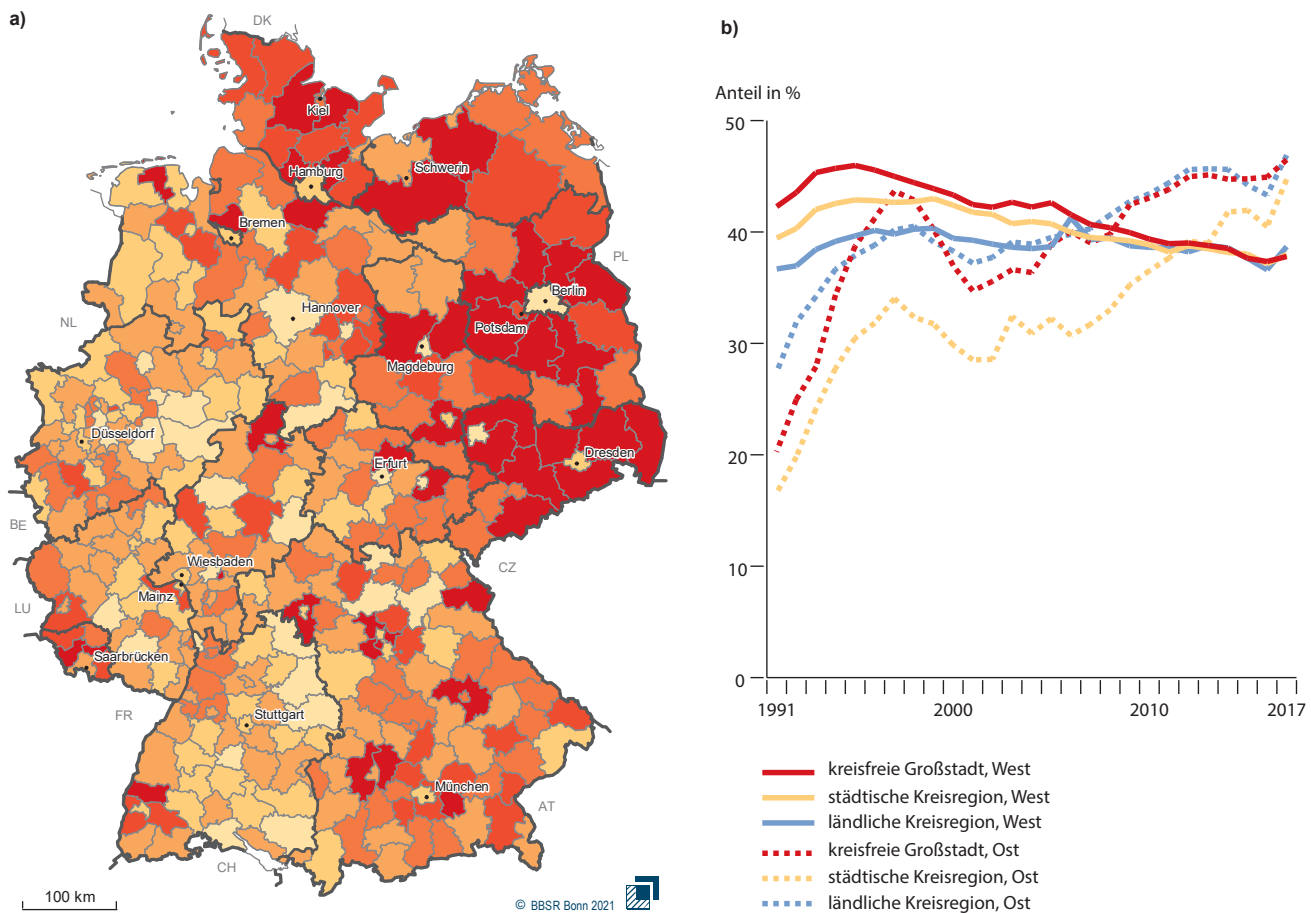 a)
DK
Kiel
Hamburg
Schwerin
Bremen
PL
Berlin
Hannover
NL
Potsdam
Magdeburg
Düsseldorf
Dresden
Erfurt
BE
Wiesbaden
CZ
Mainz
LU
Saarbrücken
FR
Stuttgart
München
AT
CH
100 km
© BBSR Bonn 2021
b)
Anteil in %
50
40
30
20
10
0
1991 2000 2010 2017
kreisfreie Großstadt, West
städtische Kreisregion, West
ländliche Kreisregion, West
kreisfreie Großstadt, Ost
städtische Kreisregion, Ost
ländliche Kreisregion, Ost